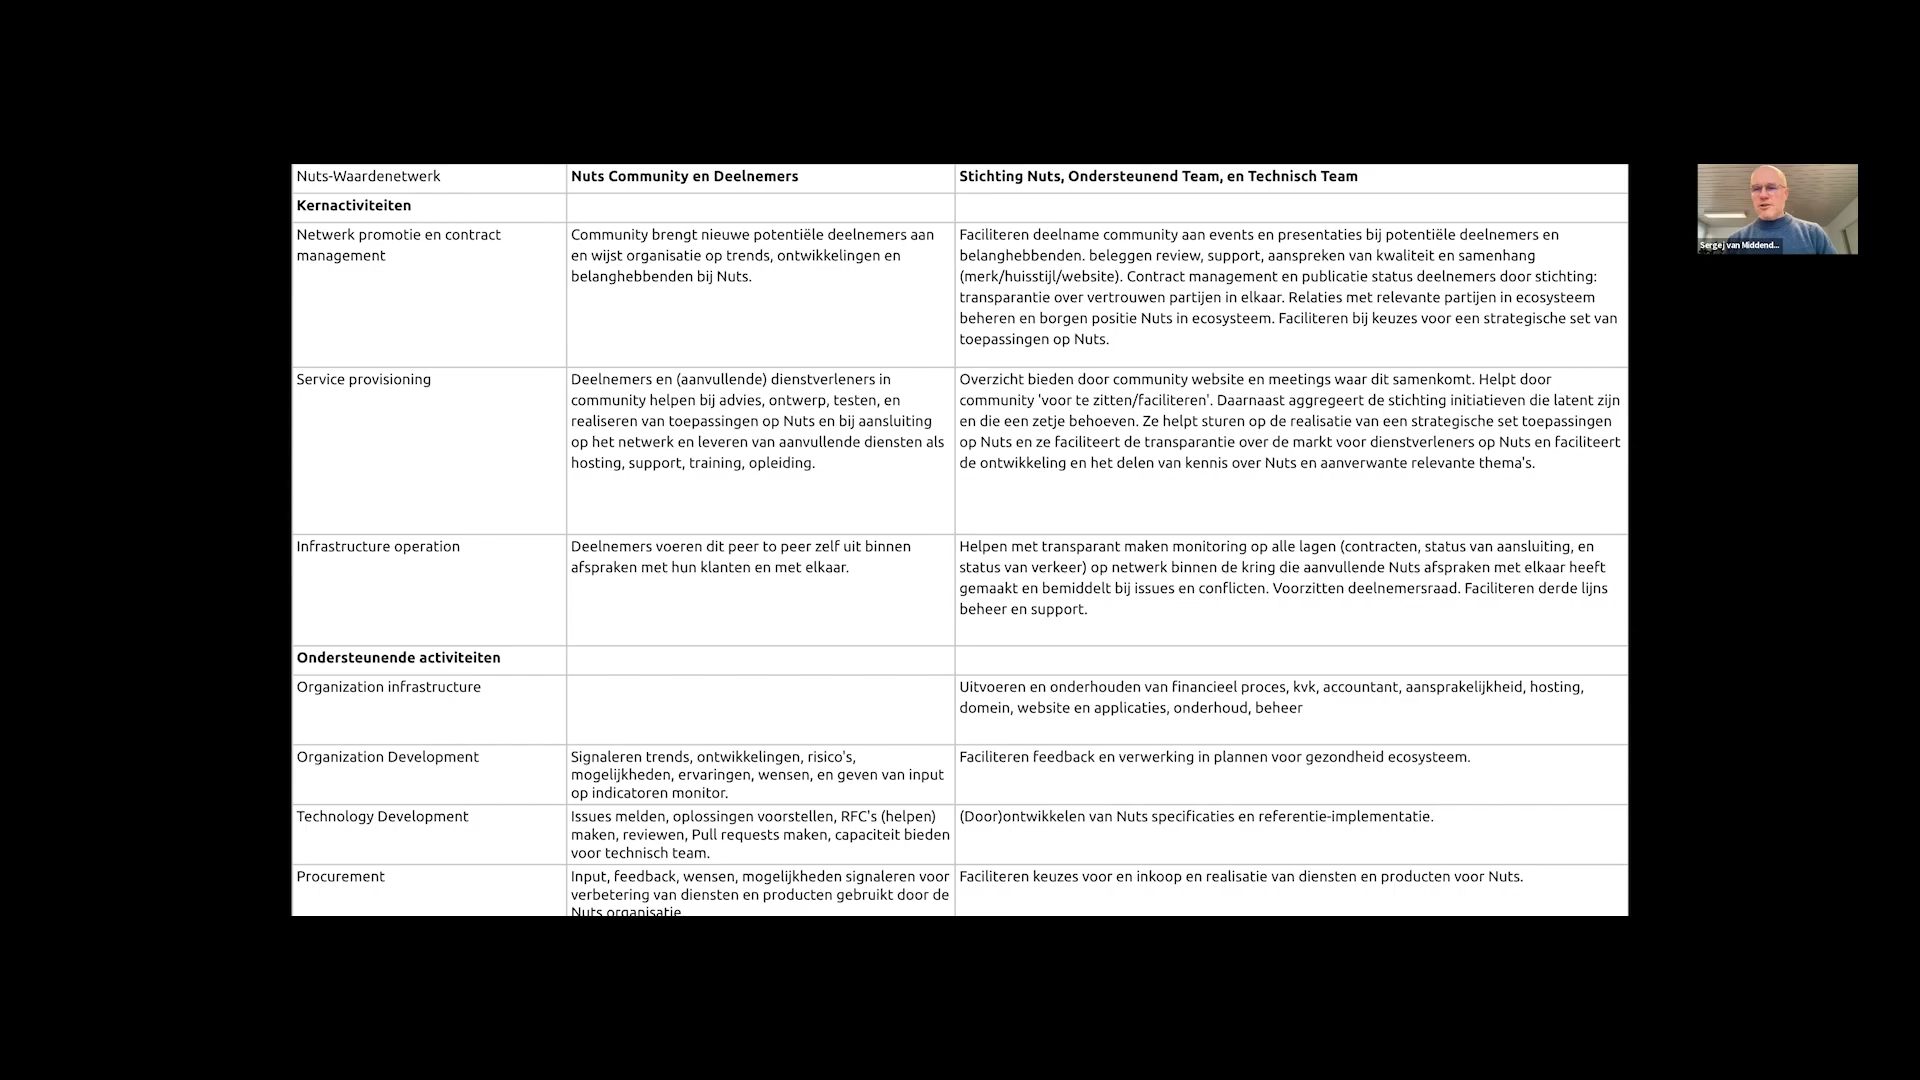 Nuts-Waardenetwerk
Nuts Community en Deelnemers
Stichting Nuts, Ondersteunend Team, en Technisch Team
Kernactiviteiten
Netwerk promotie en contract
management
Community brengt nieuwe potentiële deelnemers aan
en wijst organisatie op trends, ontwikkelingen en
belanghebbenden bij Nuts.
Faciliteren deelname community aan events en presentaties bij potentiële deelnemers en
belanghebbenden. beleggen review, support, aanspreken van kwaliteit en samenhang
(merk/huisstijl/website). Contract management en publicatie status deelnemers door stichting:
transparantie over vertrouwen partijen in elkaar. Relaties met relevante partijen in ecosysteem
beheren en borgen positie Nuts in ecosysteem. Faciliteren bij keuzes voor een strategische set van
toepassingen op Nuts.
Service provisioning
Deelnemers en (aanvullende) dienstverleners in
community helpen bij advies, ontwerp, testen, en
realiseren van toepassingen op Nuts en bij aansluiting
op het netwerk en leveren van aanvullende diensten als
hosting, support, training, opleiding.
Overzicht bieden door community website en meetings waar dit samenkomt. Helpt door
community 'voor te zitten/faciliteren'. Daarnaast aggregeert de stichting initiatieven die latent zijn
en die een zetje behoeven. Ze helpt sturen op de realisatie van een strategische set toepassingen
op Nuts en ze faciliteert de transparantie over de markt voor dienstverleners op Nuts en faciliteert
de ontwikkeling en het delen van kennis over Nuts en aanverwante relevante thema's.
Infrastructure operation
Deelnemers voeren dit peer to peer zelf uit binnen
afspraken met hun klanten en met elkaar.
Helpen met transparant maken monitoring op alle lagen (contracten, status van aansluiting, en
status van verkeer) op netwerk binnen de kring die aanvullende Nuts afspraken met elkaar heeft
gemaakt en bemiddelt bij issues en conflicten. Voorzitten deelnemersraad. Faciliteren derde lijns
beheer en support.
Ondersteunende activiteiten
Organization infrastructure
Uitvoeren en onderhouden van financieel proces, kvk, accountant, aansprakelijkheid, hosting,
domein, website en applicaties, onderhoud, beheer
Organization Development
Signaleren trends, ontwikkelingen, risico's,
mogelijkheden, ervaringen, wensen, en geven van input
op indicatoren monitor.
Faciliteren feedback en verwerking in plannen voor gezondheid ecosysteem.
Technology Development
Issues melden, oplossingen voorstellen, RFC's (helpen)
maken, reviewen, Pull requests maken, capaciteit bieden
voor technisch team.
(Door)ontwikkelen van Nuts specificaties en referentie-implementatie.
Procurement
Input, feedback, wensen, mogelijkheden signaleren voor
verbetering van diensten en producten gebruikt door de
Nuts organisatie
Faciliteren keuzes voor en inkoop en realisatie van diensten en producten voor Nuts.
Sergej van Middend...